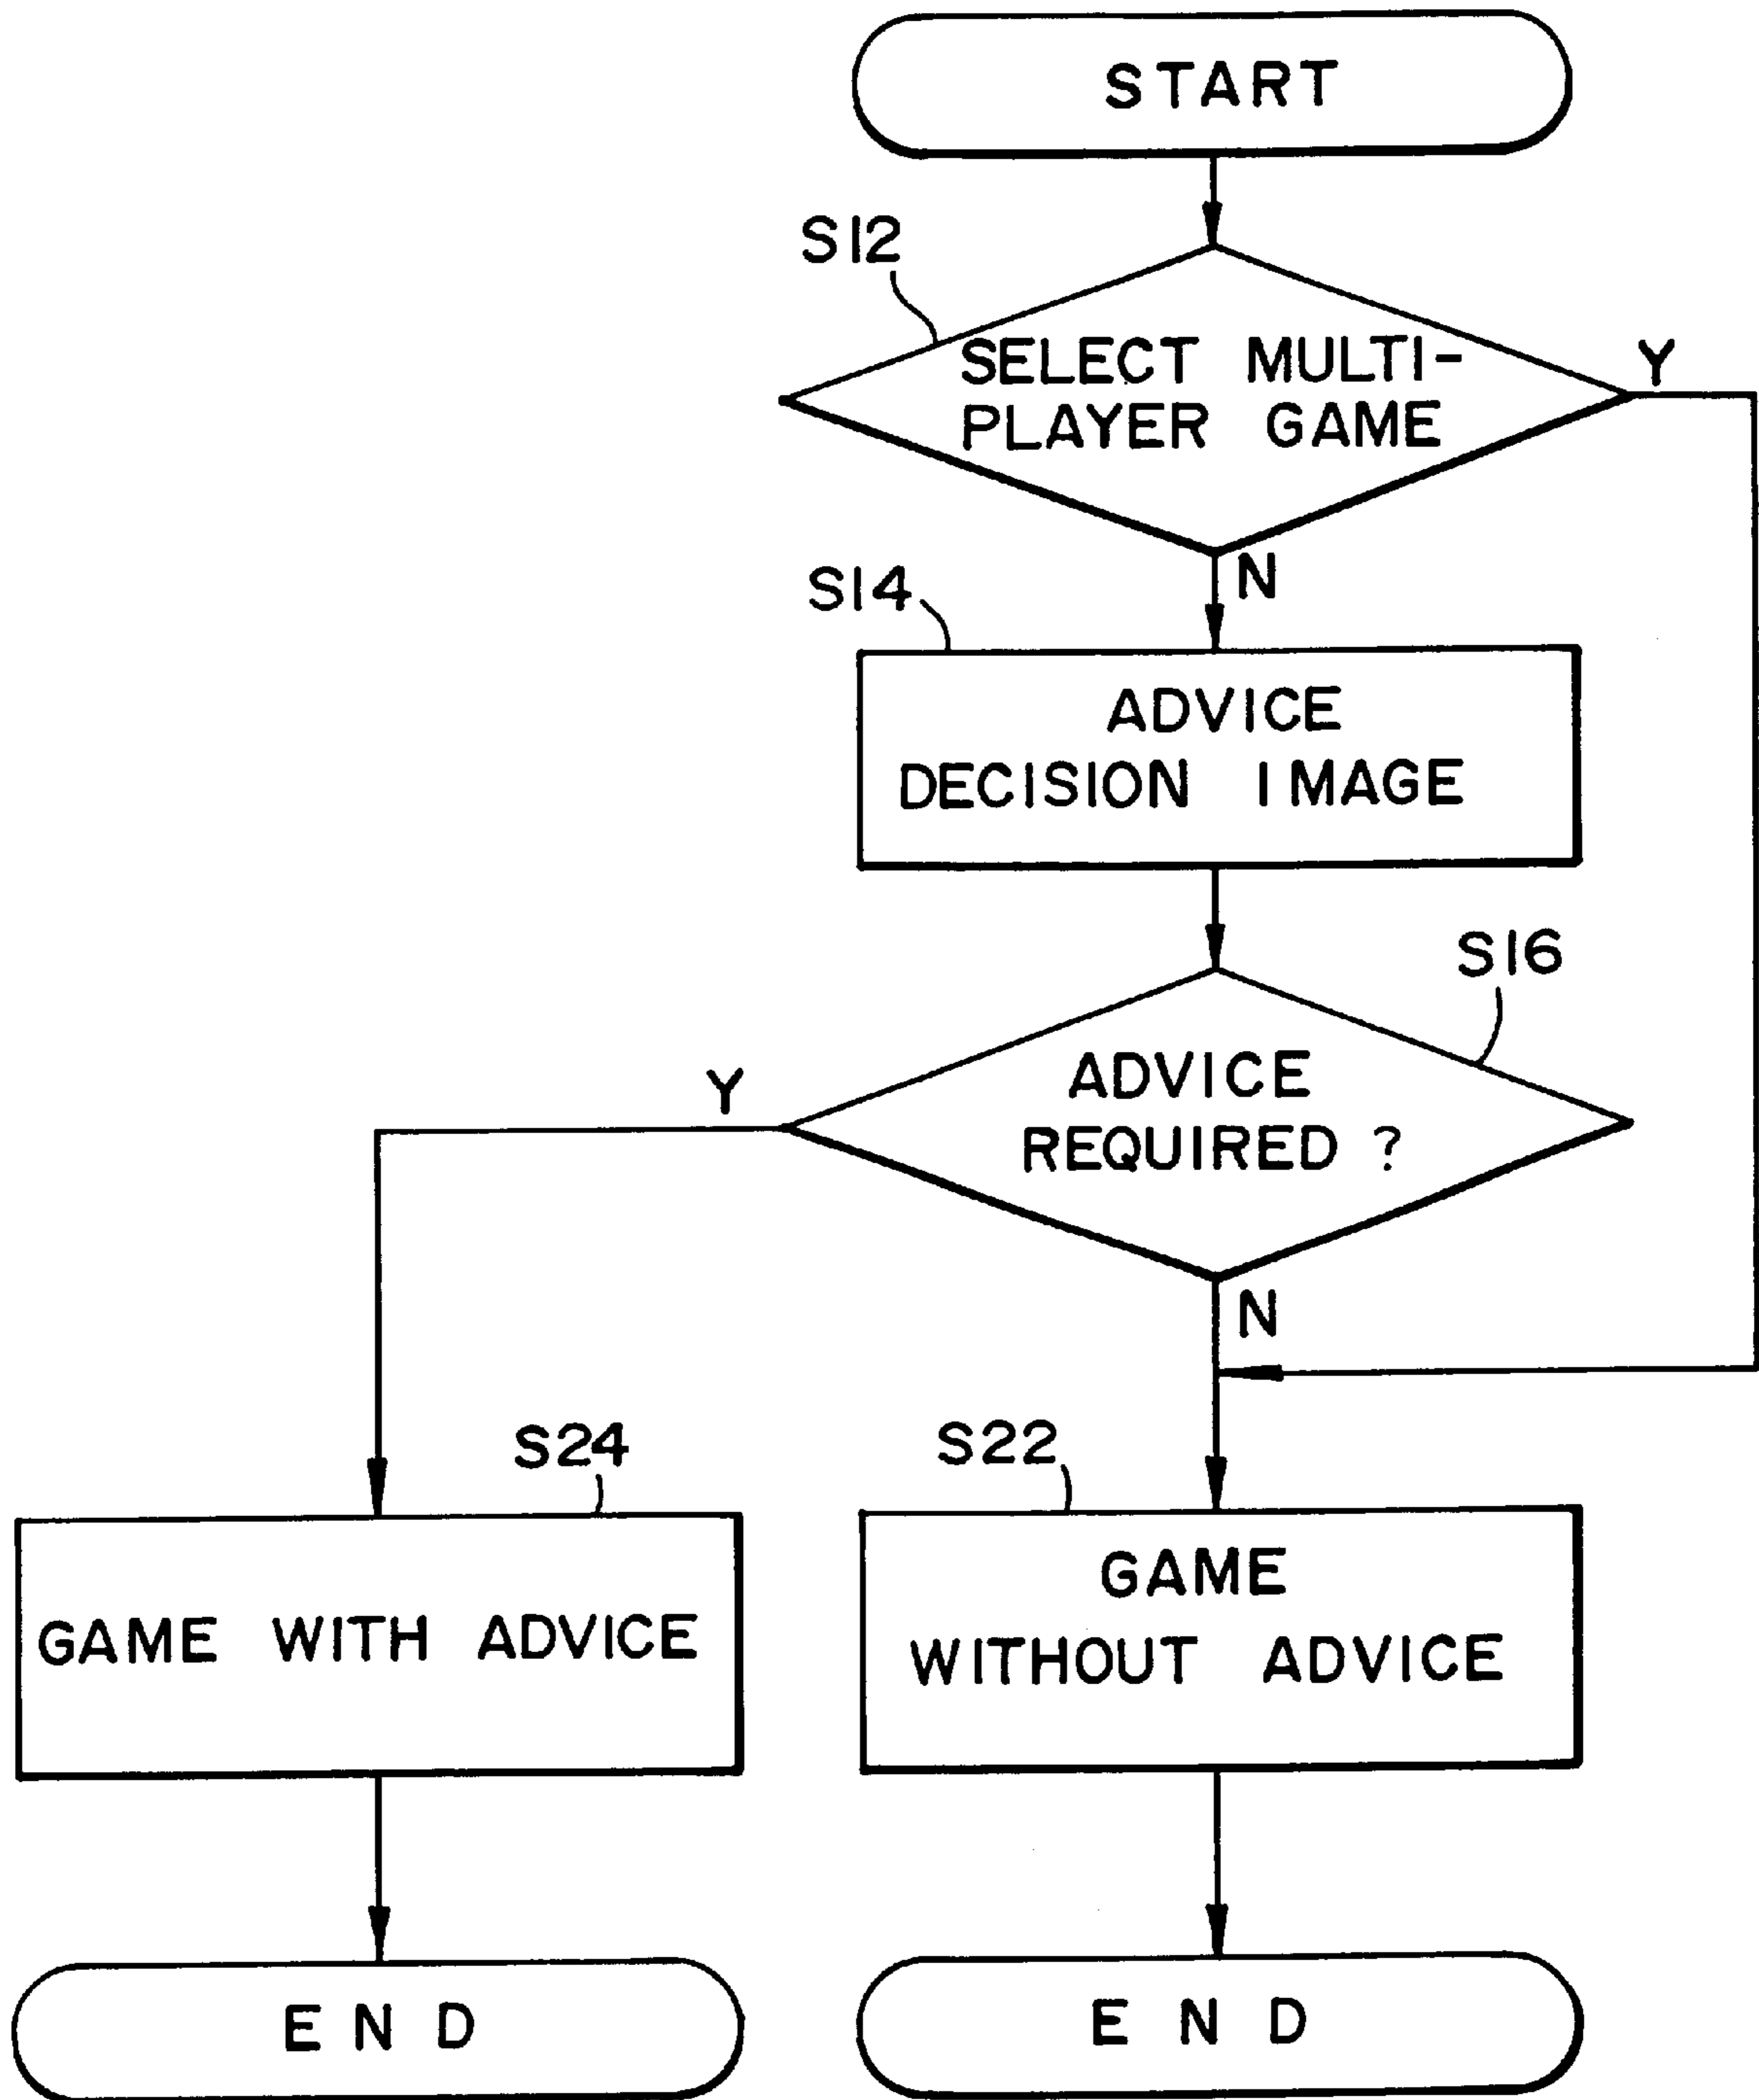 START
S12
SELECT MULTI-
PLAYER GAME
Y
N
S14
ADVICE
DECISION IMAGE
S16
ADVICE
REQUIRED ?
Y
N
S24
GAME WITH ADVICE
S22
GAME
WITHOUT ADVICE
END
END